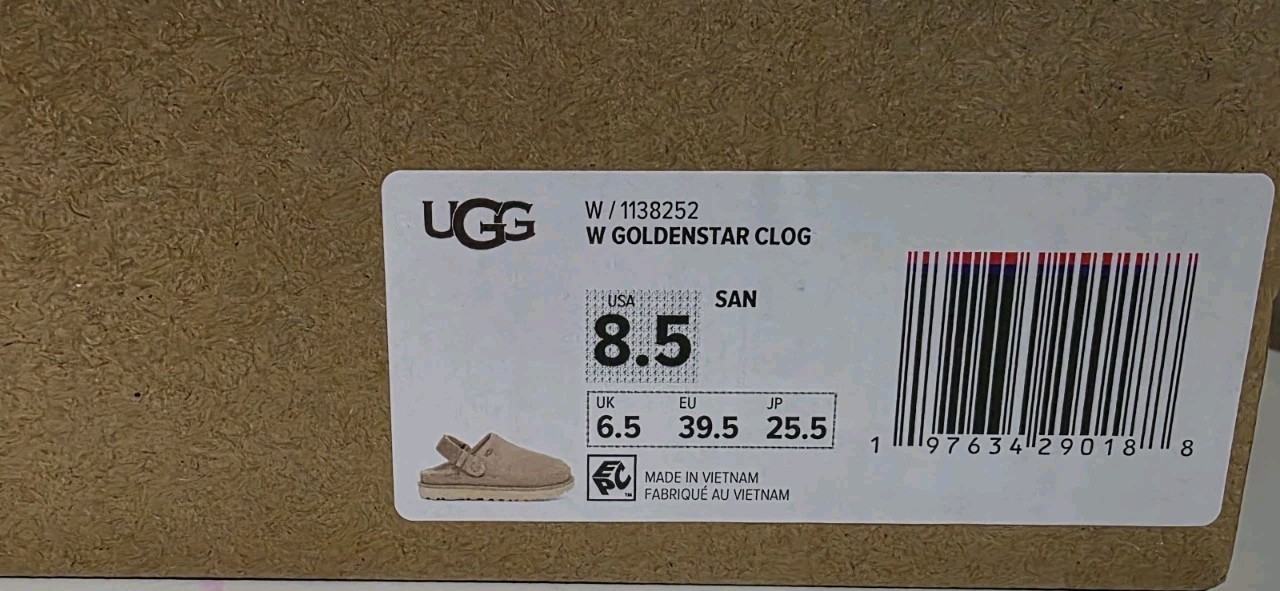 UGG
W / 1138252
W GOLDENSTAR CLOG
USA
8.5
SAN
UK EU JP
6.5 39.5 25.5
EPC™
MADE IN VIETNAM
FABRIQUÉ AU VIETNAM
1 97634 29018 8